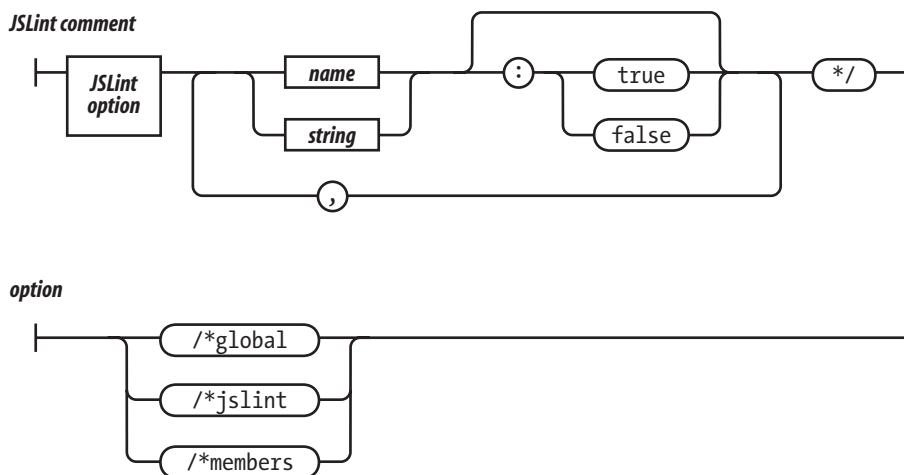 JSLint comment
JSLint
option
name
:
true
*/
string
false
,
option
/*global
/*jslint
/*members